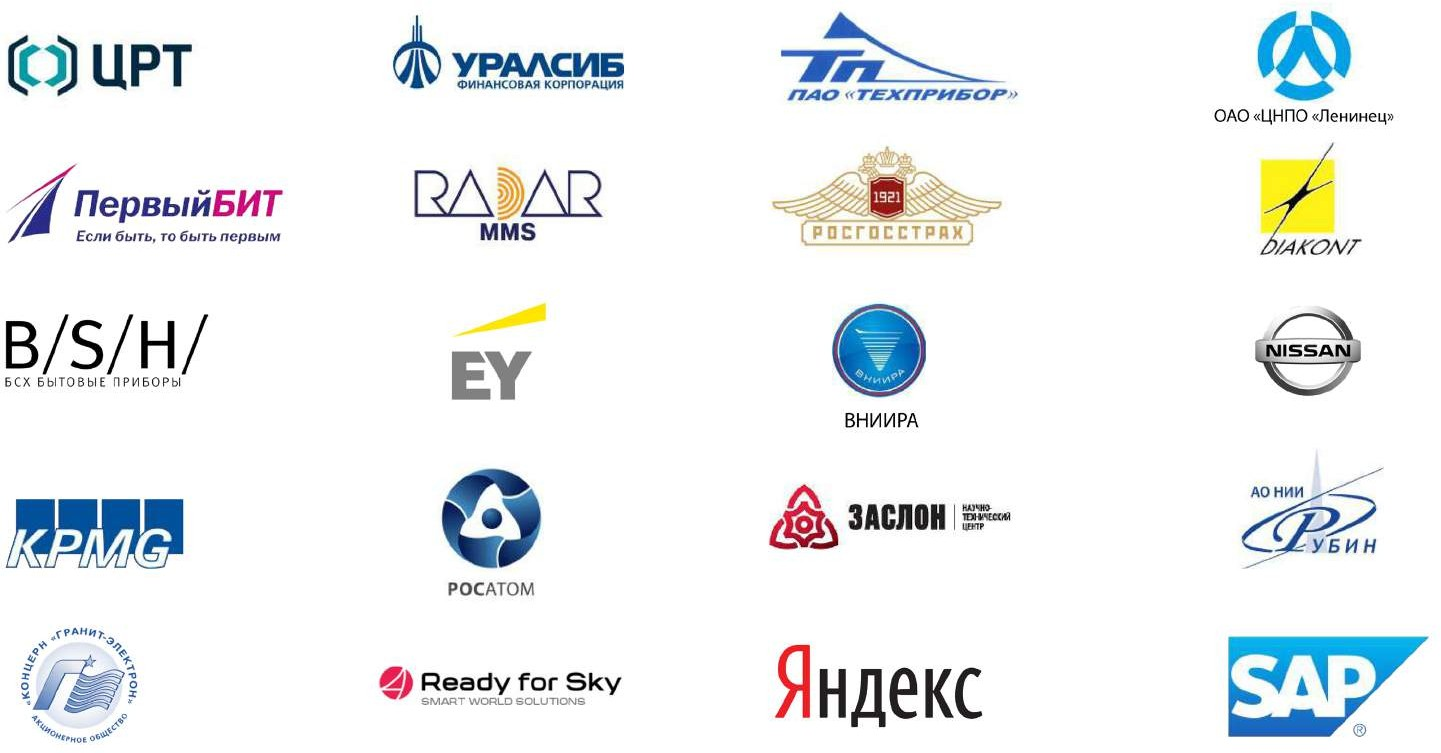 ЦРТ
УРАЛСИБ
ФИНАНСОВАЯ КОРПОРАЦИЯ
Тп
ПАО «ТЕХПРИБОР»
ОАО «ЦНПО «Ленинец»
ПервыйБИТ
Если быть, то быть первым
RADAR
MMS
1921
РОСГОССТРАХ
DIAKONT
B/S/H/
БСХ БЫТОВЫЕ ПРИБОРЫ
EY
ВНИИРА
ВНИИРА
NISSAN
KPMG
РОСАТОМ
ЗАСЛОН
НАУЧНО-
ТЕХНИЧЕСКИЙ
ЦЕНТР
АО НИИ
РУБИН
«КОНЦЕРН «ГРАНИТ-ЭЛЕКТРОН»
АКЦИОНЕРНОЕ ОБЩЕСТВО
Ready for Sky
SMART WORLD SOLUTIONS
Яндекс
SAP
®